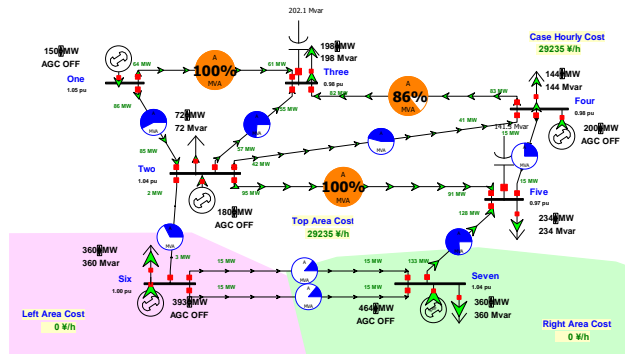 202.1 Mvar
150 MW
AGC OFF
One
1.05 pu
64 MW
A
100%
MVA
61 MW
198 MW
198 Mvar
Three
0.98 pu
Case Hourly Cost
29235 ¥/h
86 MW
55 MW
62 MW
A
86%
MVA
83 MW
144 MW
144 Mvar
Four
0.98 pu
200 MW
AGC OFF
72 MW
72 Mvar
MVA
85 MW
57 MW
42 MW
MVA
41 MW
141.5 Mvar
15 MW
Two
1.04 pu
2 MW
95 MW
A
100%
MVA
91 MW
15 MW
Five
0.97 pu
180 MW
AGC OFF
Top Area Cost
29235 ¥/h
128 MW
234 MW
234 Mvar
360 MW
360 Mvar
3 MW
MVA
Six
1.00 pu
15 MW
A
MVA
15 MW
133 MW
Seven
1.04 pu
15 MW
A
MVA
15 MW
393 MW
AGC OFF
464 MW
AGC OFF
360 MW
360 Mvar
Left Area Cost
0 ¥/h
Right Area Cost
0 ¥/h